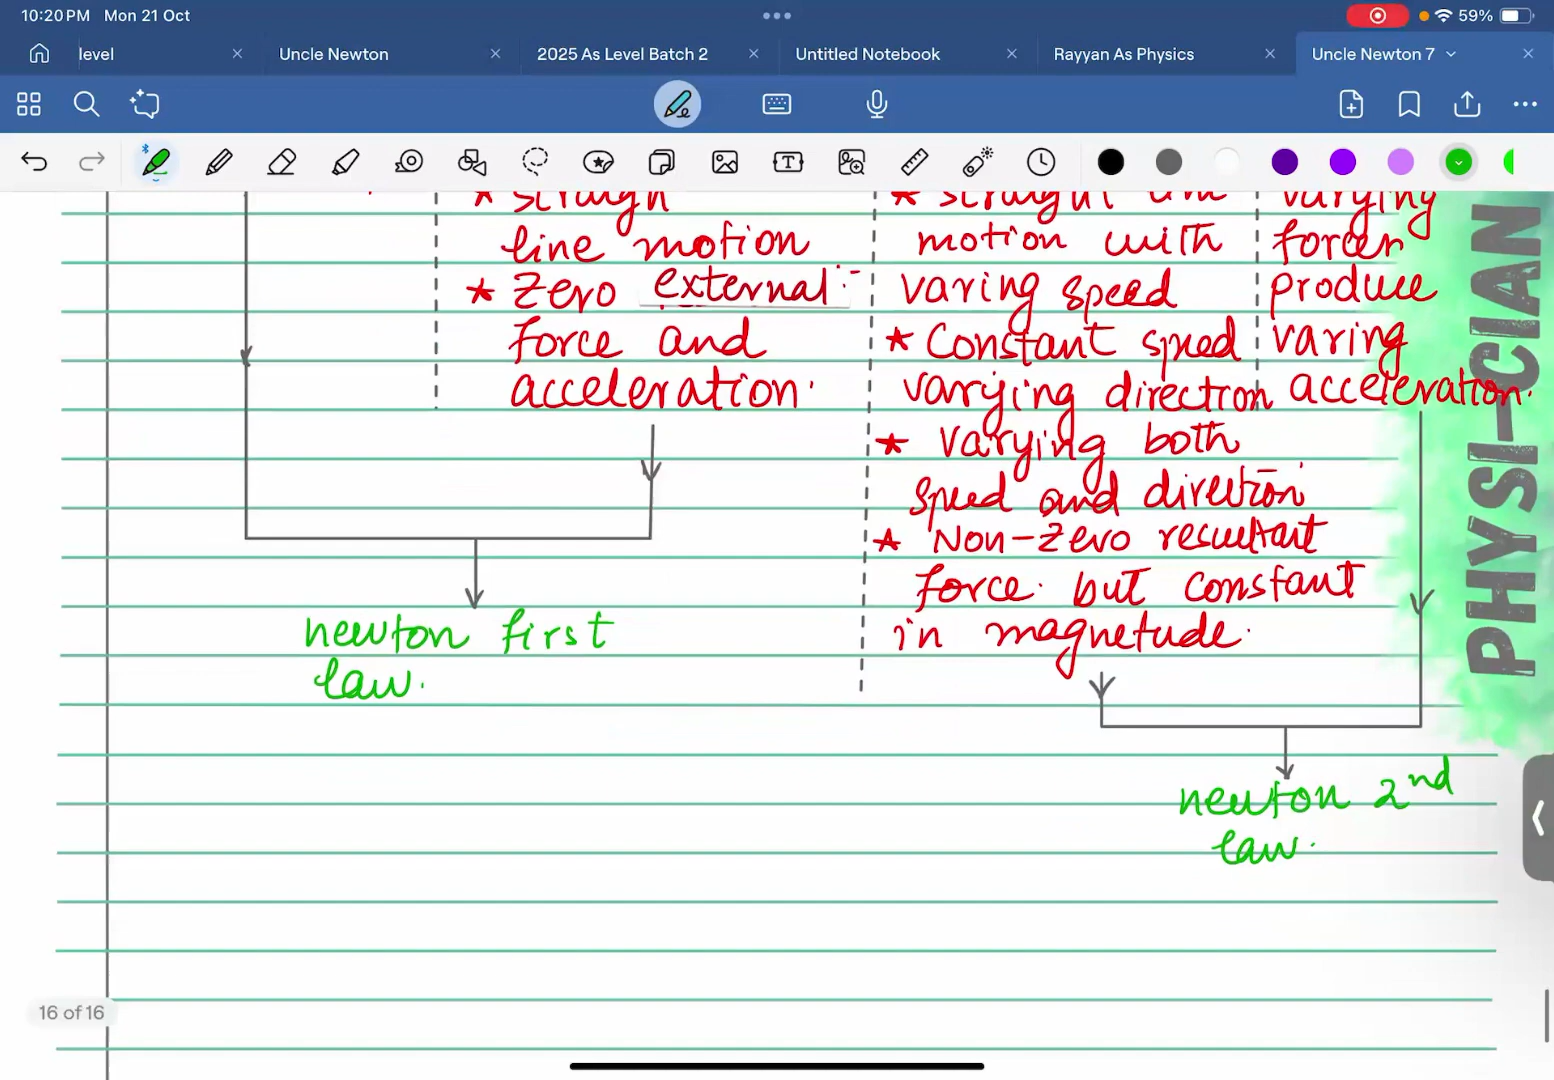 10:20 PM Mon 21 Oct
59%
level
Uncle Newton
2025 As Level Batch 2
Untitled Notebook
Rayyan As Physics
Uncle Newton 7
* straigh
line motion
* Zero external
force and
acceleration.
* straight
motion with
varing speed
* Constant speed
varying direction
* Varying both
speed and direction
* Non-Zero resultant
force. but constant
in magnetude.
varying
forcer
produce
varing
acceleration.
newton first
law.
newton 2nd
law.
PHYSI-CIAN
16 of 16